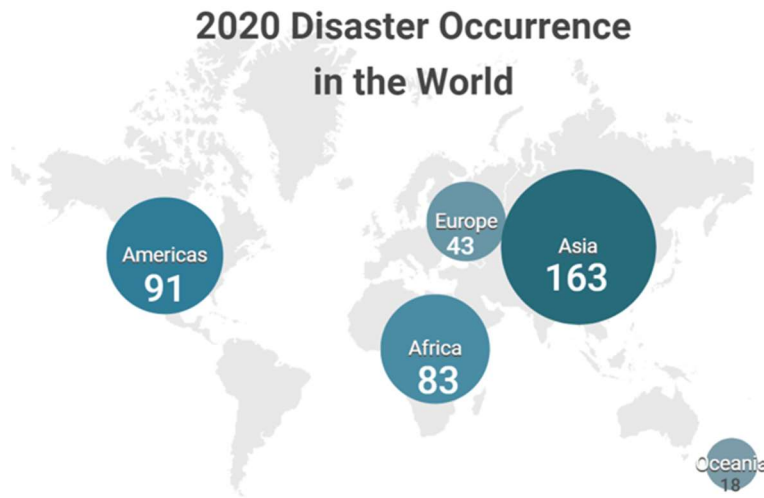 2020 Disaster Occurrence
in the World
Americas
91
Europe
43
Asia
163
Africa
83
Oceania
18